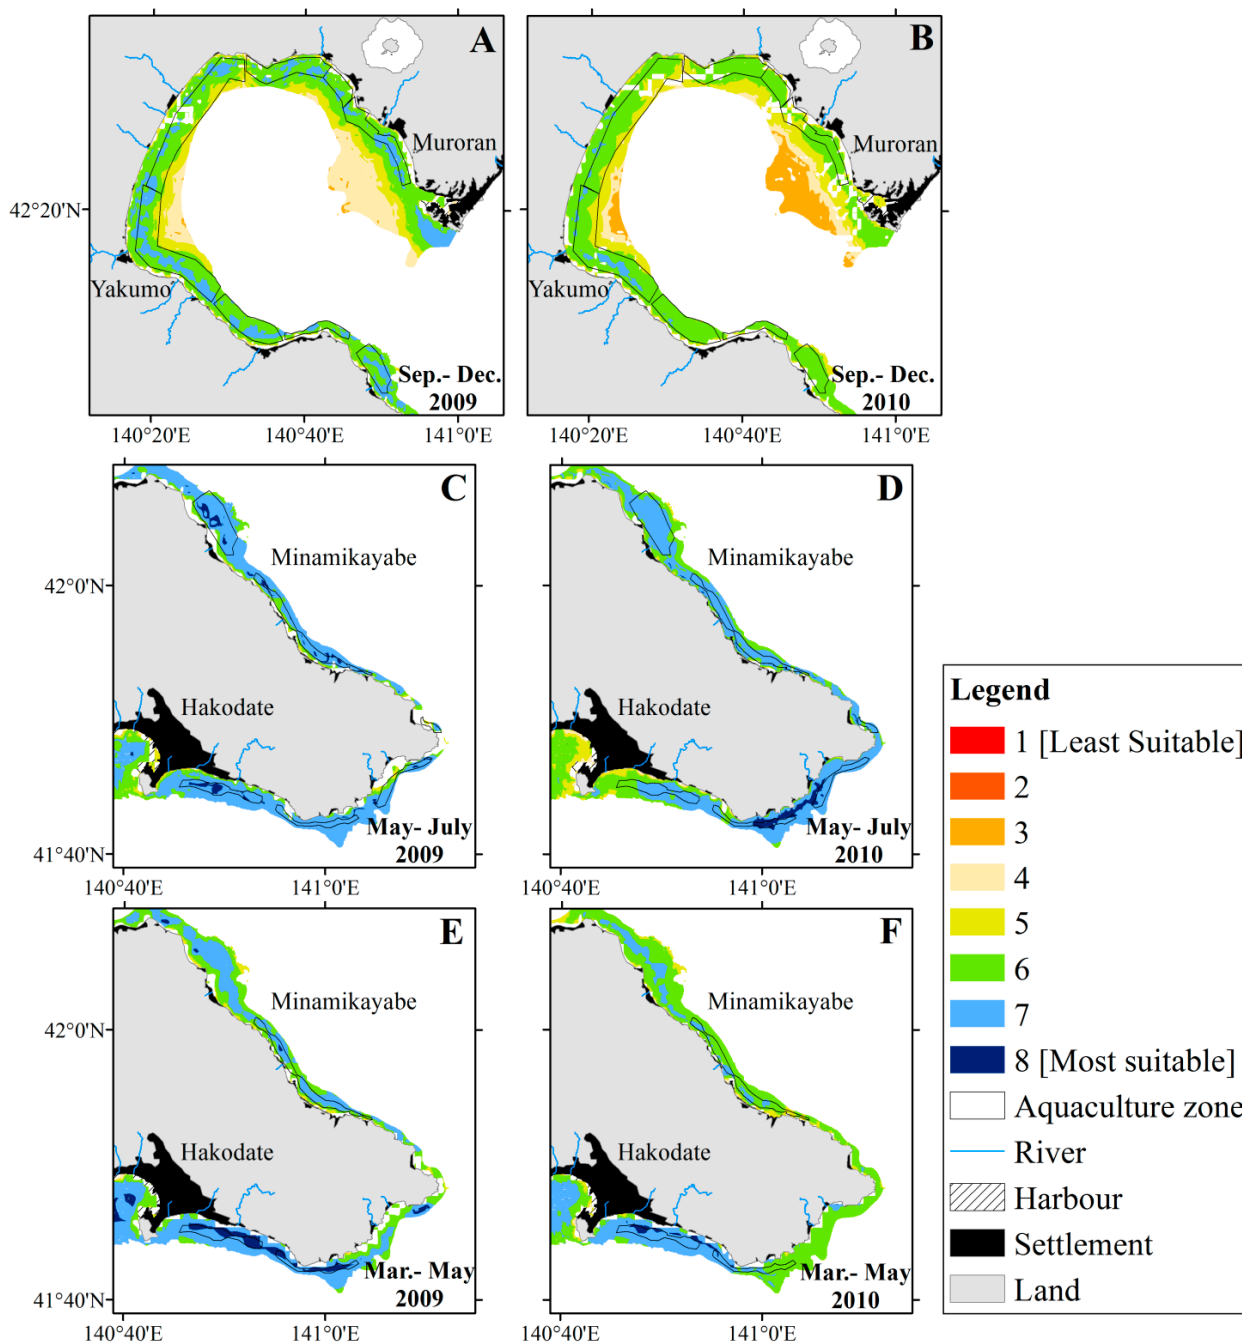 A
Muroran
42°20'N
Yakumo
Sep.- Dec.
2009
140°20'E
140°40'E
141°0'E
B
Muroran
Yakumo
Sep.- Dec.
2010
140°20'E
140°40'E
141°0'E
C
Minamikayabe
42°0'N
Hakodate
May- July
2009
41°40'N
140°40'E
141°0'E
D
Minamikayabe
Hakodate
May- July
2010
140°40'E
141°0'E
E
Minamikayabe
42°0'N
Hakodate
Mar.- May
2009
41°40'N
140°40'E
141°0'E
F
Minamikayabe
Hakodate
Mar.- May
2010
140°40'E
141°0'E
Legend
1 [Least Suitable]
2
3
4
5
6
7
8 [Most suitable]
Aquaculture zone
River
Harbour
Settlement
Land